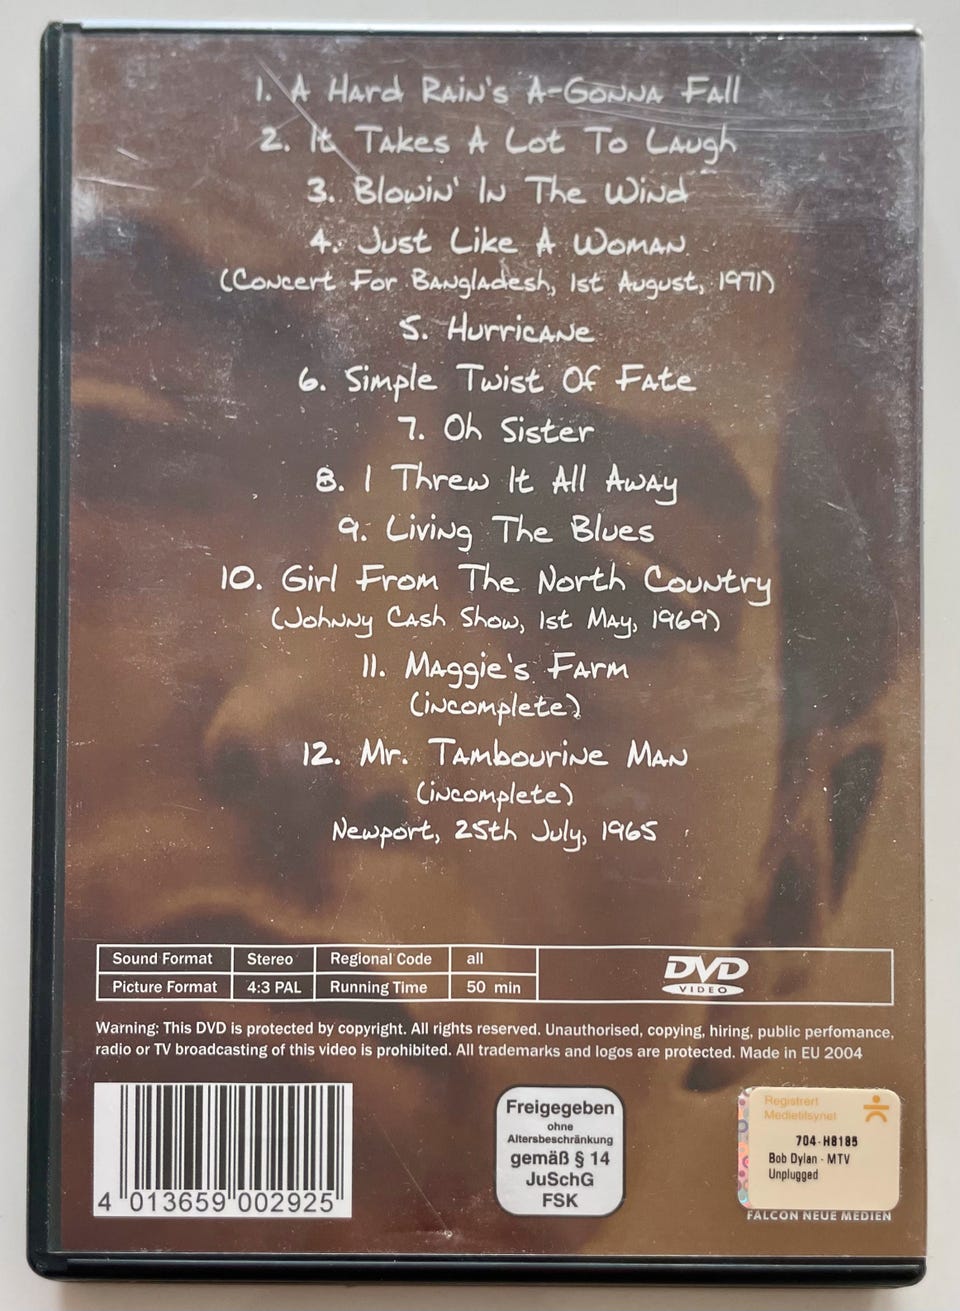 1. A Hard Rain's A-Gonna Fall
2. It Takes A Lot To Laugh
3. Blowin' In The Wind
4. Just Like A Woman
(Concert For Bangladesh, 1st August, 1971)
5. Hurricane
6. Simple Twist Of Fate
7. Oh Sister
8. I Threw It All Away
9. Living The Blues
10. Girl From The North Country
(Johnny Cash Show, 1st May, 1969)
11. Maggie's Farm
(incomplete)
12. Mr. Tambourine Man
(incomplete)
Newport, 25th July, 1965
Sound Format Stereo Regional Code all
Picture Format 4:3 PAL Running Time 50 min
DVD
VIDEO
Warning: This DVD is protected by copyright. All rights reserved. Unauthorised, copying, hiring, public perfomance,
radio or TV broadcasting of this video is prohibited. All trademarks and logos are protected. Made in EU 2004
4 013659 002925
Freigegeben
ohne
Altersbeschränkung
gemäß § 14
JuSchG
FSK
Registrert
Medietilsynet
704-H8185
Bob Dylan - MTV
Unplugged
FALCON NEUE MEDIEN